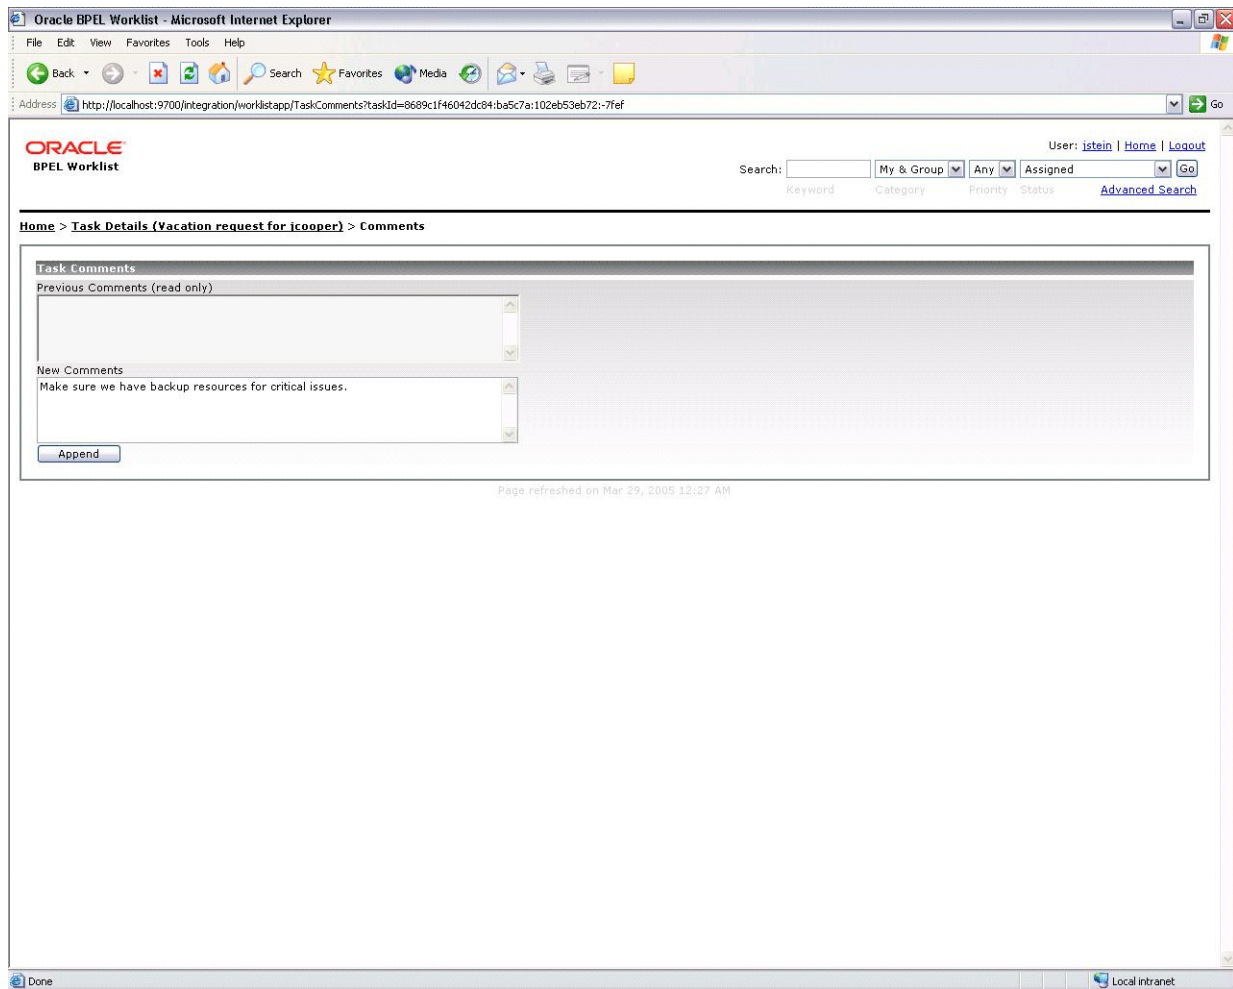 Oracle BPEL Worklist - Microsoft Internet Explorer
File Edit View Favorites Tools Help
Back Search Favorites Media
Address http://localhost:9700/integration/worklistapp/TaskComments?taskId=8689c1f46042dc84:ba5c7a:102eb53eb72:-7fef Go
ORACLE
BPEL Worklist
User: jstein | Home | Logout
Search: My & Group Any Assigned Go
Keyword Category Priority Status Advanced Search
Home > Task Details (Vacation request for jcooper) > Comments
Task Comments
Previous Comments (read only)
New Comments
Make sure we have backup resources for critical issues.
Append
Page refreshed on Mar 29, 2005 12:27 AM
Done Local intranet